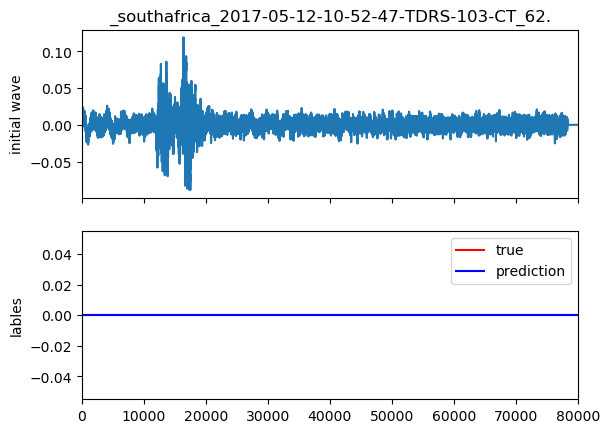 _southafrica_2017-05-12-10-52-47-TDRS-103-CT_62.
initial wave
0.10
0.05
0.00
−0.05
lables
0.04
0.02
0.00
−0.02
−0.04
true
prediction
0 10000 20000 30000 40000 50000 60000 70000 80000